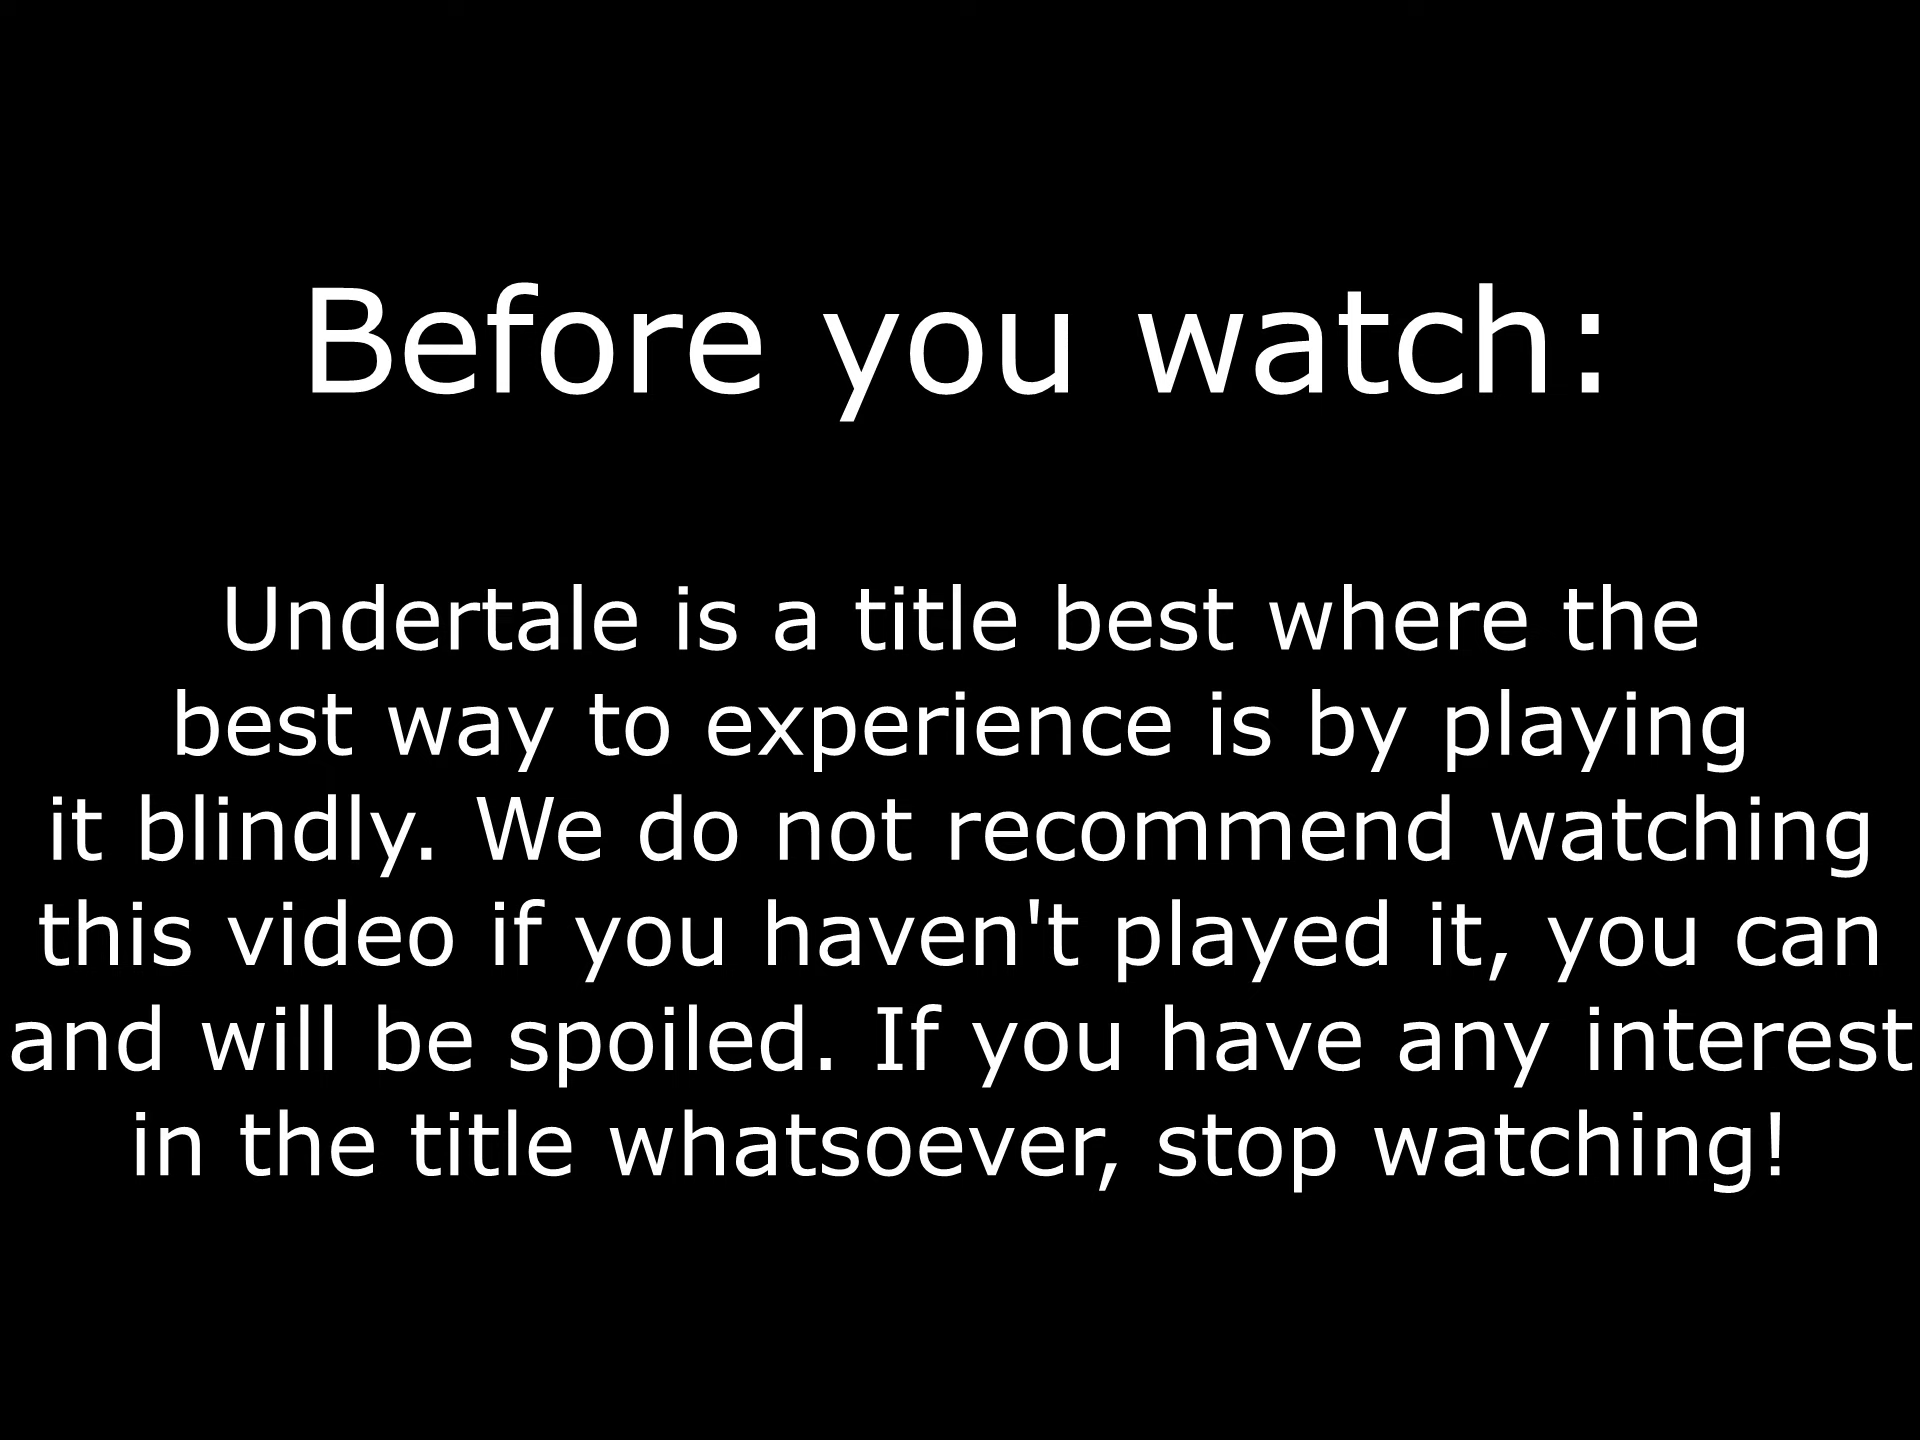 Before you watch:
Undertale is a title best where the
best way to experience is by playing
it blindly. We do not recommend watching
this video if you haven't played it, you can
and will be spoiled. If you have any interest
in the title whatsoever, stop watching!